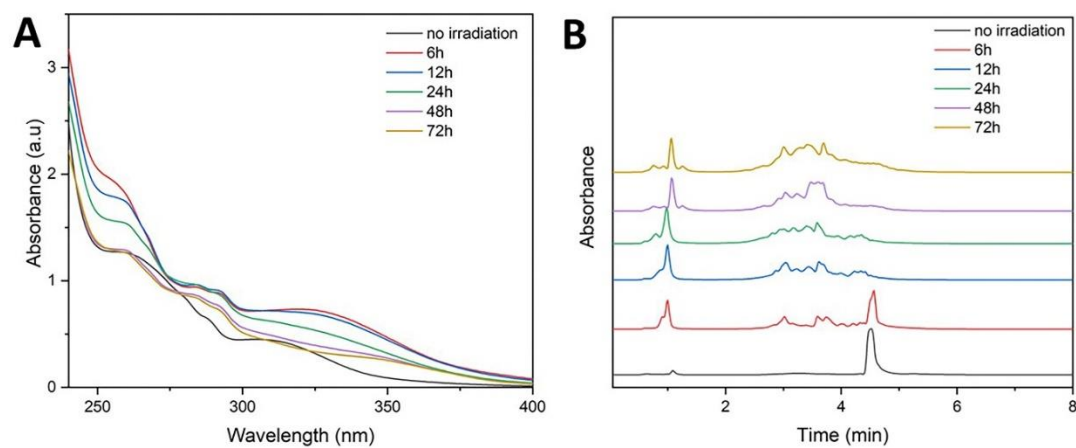 A
no irradiation
6h
12h
24h
48h
72h
3
2
1
0
250
300
350
400
Absorbance (a.u)
Wavelength (nm)
B
no irradiation
6h
12h
24h
48h
72h
Absorbance
2
4
6
8
Time (min)